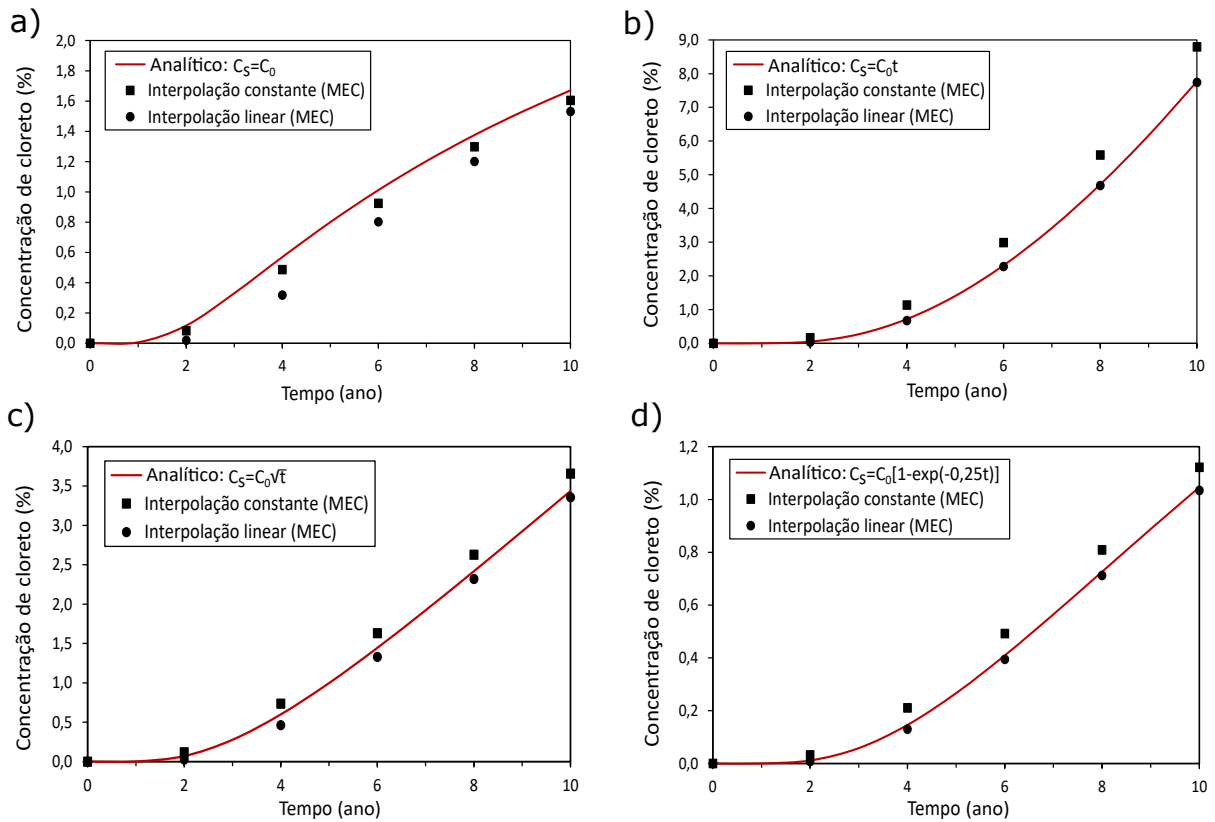 a)
Concentração de cloreto (%)
2,0
1,8
1,6
1,4
1,2
1,0
0,8
0,6
0,4
0,2
0,0
Analítico: Cₛ=C₀
Interpolação constante (MEC)
Interpolação linear (MEC)
0 2 4 6 8 10
Tempo (ano)
b)
Concentração de cloreto (%)
9,0
8,0
7,0
6,0
5,0
4,0
3,0
2,0
1,0
0,0
Analítico: Cₛ=C₀t
Interpolação constante (MEC)
Interpolação linear (MEC)
0 2 4 6 8 10
Tempo (ano)
c)
Concentração de cloreto (%)
4,0
3,5
3,0
2,5
2,0
1,5
1,0
0,5
0,0
Analítico: Cₛ=C₀√t
Interpolação constante (MEC)
Interpolação linear (MEC)
0 2 4 6 8 10
Tempo (ano)
d)
Concentração de cloreto (%)
1,2
1,0
0,8
0,6
0,4
0,2
0,0
Analítico: Cₛ=C₀[1-exp(-0,25t)]
Interpolação constante (MEC)
Interpolação linear (MEC)
0 2 4 6 8 10
Tempo (ano)